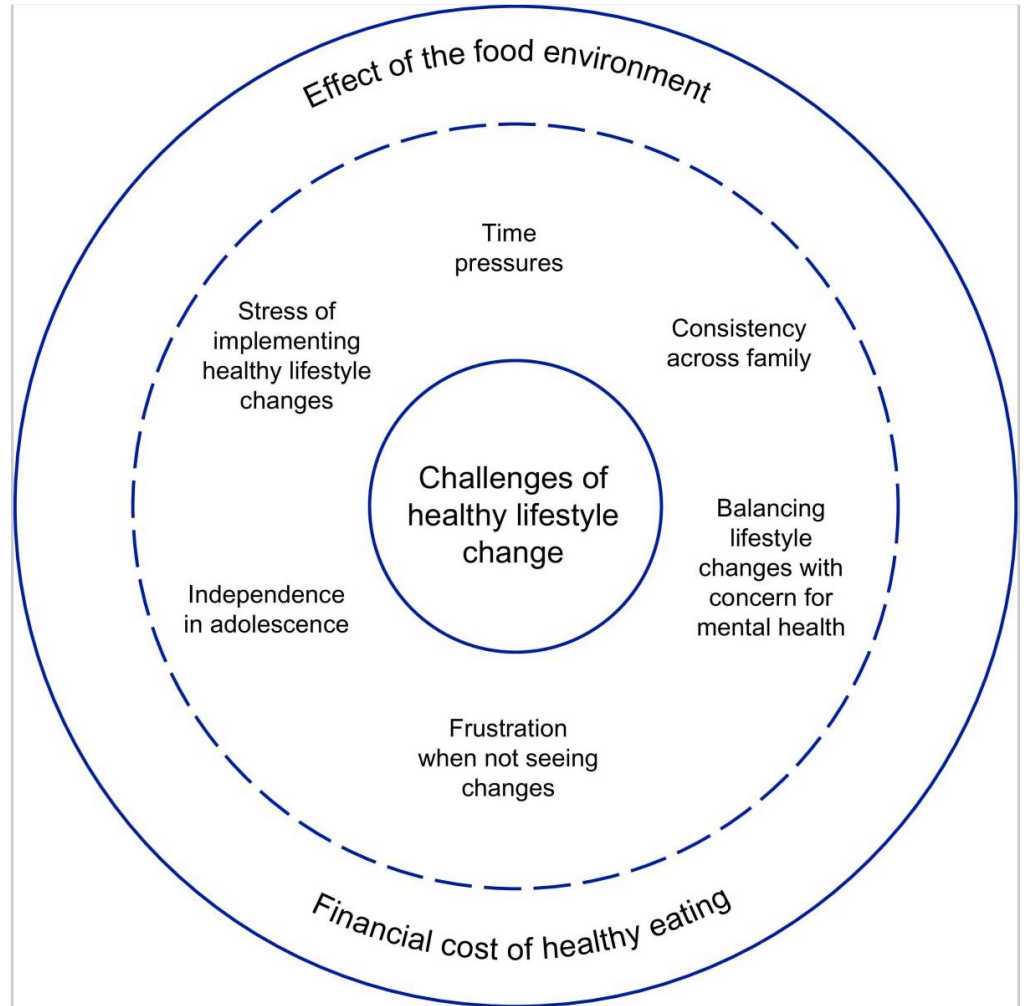 Effect of the food environment
Time
pressures
Stress of
implementing
healthy lifestyle
changes
Consistency
across family
Challenges of
healthy lifestyle
change
Balancing
lifestyle
changes with
concern for
mental health
Independence
in adolescence
Frustration
when not seeing
changes
Financial cost of healthy eating